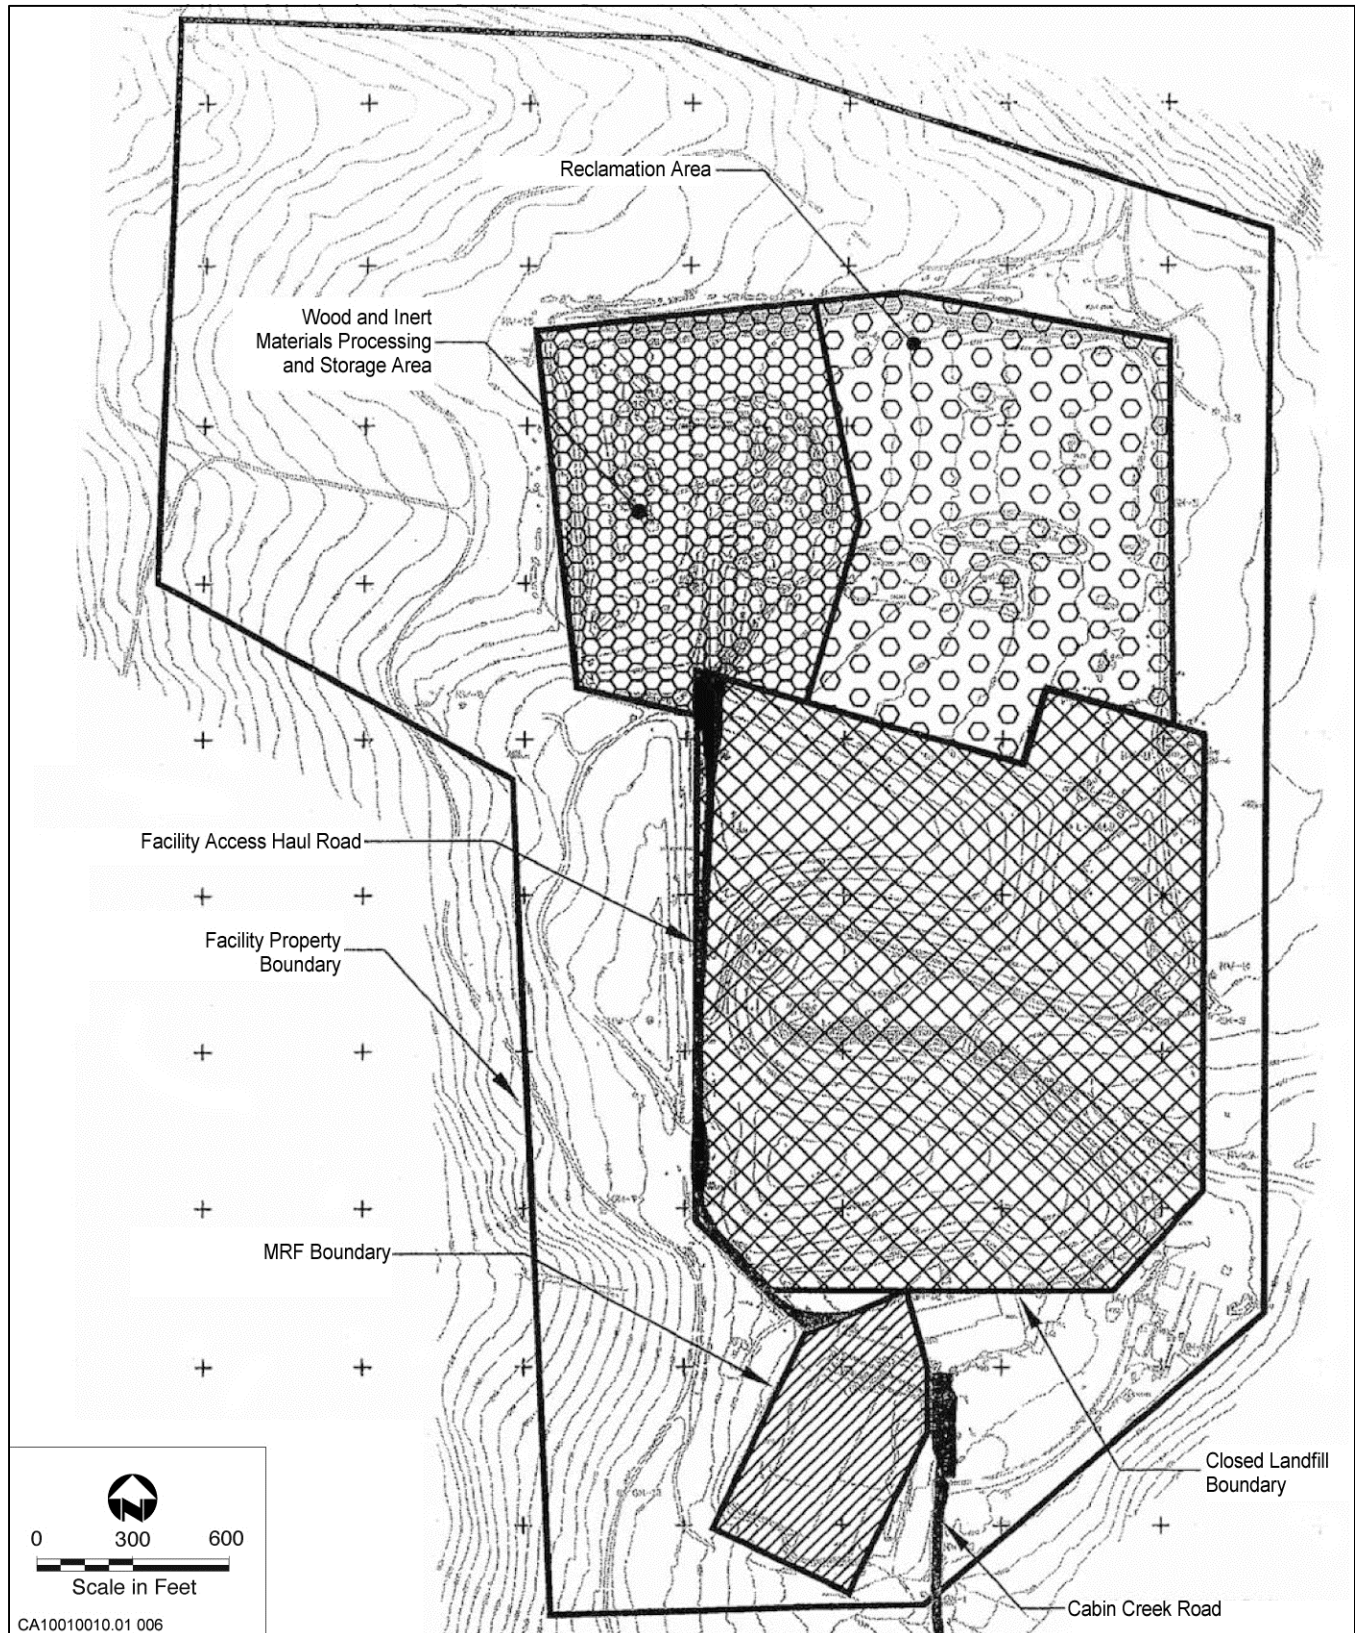 Reclamation Area
Wood and Inert
Materials Processing
and Storage Area
Facility Access Haul Road
Facility Property
Boundary
MRF Boundary
Closed Landfill
Boundary
Cabin Creek Road
N
0 300 600
Scale in Feet
CA10010010.01 006